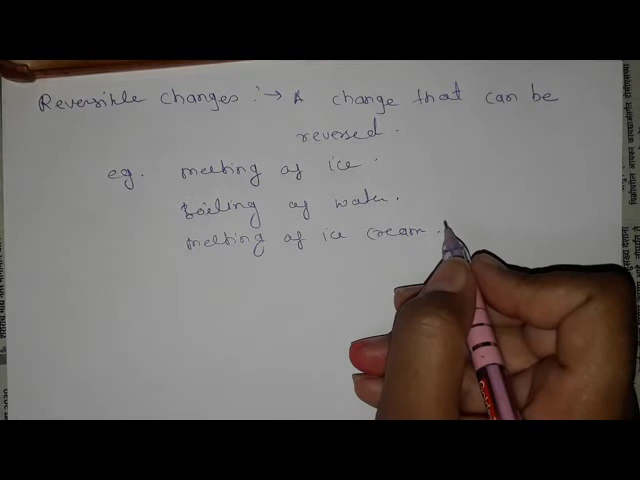 Reversible changes :→ A change that can be
reversed.
eg. melting of ice.
Boiling of water.
melting of ice cream.